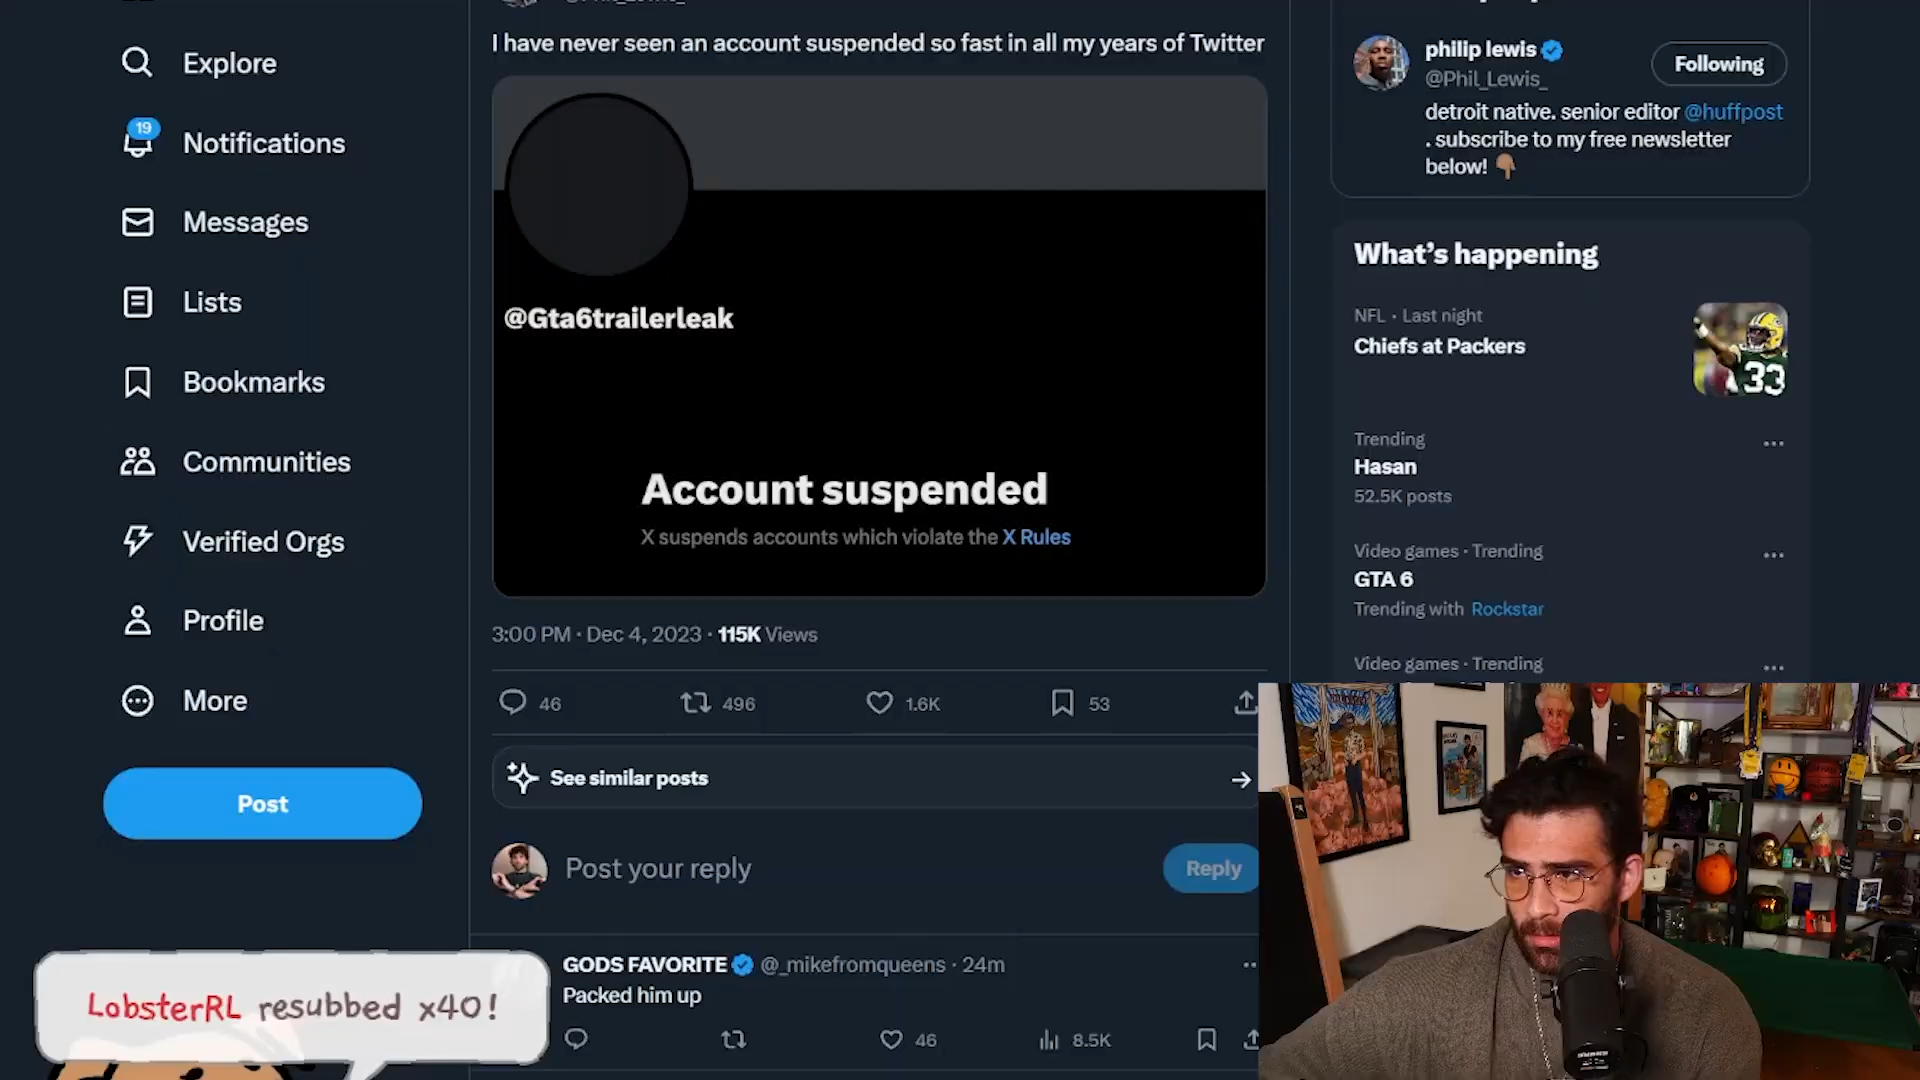 I have never seen an account suspended so fast in all my years of Twitter
Explore
19
Notifications
Messages
Lists
Bookmarks
Communities
Verified Orgs
Profile
More
Post
@Gta6trailerleak
Account suspended
X suspends accounts which violate the X Rules
3:00 PM · Dec 4, 2023 · 115K Views
46
496
1.6K
53
See similar posts
Post your reply
Reply
GODS FAVORITE @_mikefromqueens · 24m
Packed him up
46
8.5K
LobsterRL resubbed x40!
philip lewis
@Phil_Lewis_
Following
detroit native. senior editor @huffpost
. subscribe to my free newsletter
below!
What's happening
NFL · Last night
Chiefs at Packers
33
Trending
Hasan
52.5K posts
Video games · Trending
GTA 6
Trending with Rockstar
Video games · Trending